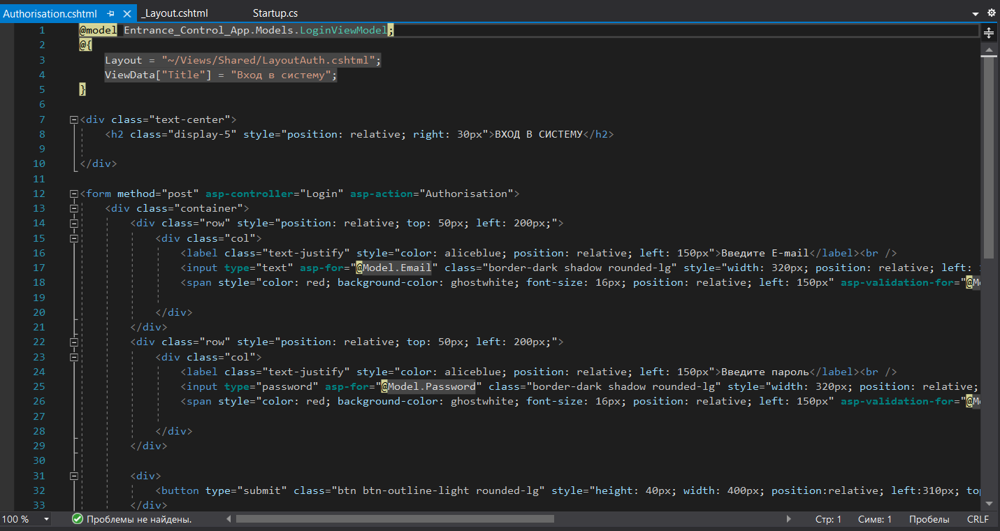 Authorisation.cshtml _Layout.cshtml Startup.cs
1 @model Entrance_Control_App.Models.LoginViewModel;
2 @{
3 Layout = "~/Views/Shared/LayoutAuth.cshtml";
4 ViewData["Title"] = "Вход в систему";
5 }
6
7 <div class="text-center">
8 <h2 class="display-5" style="position: relative; right: 30px">ВХОД В СИСТЕМУ</h2>
9
10 </div>
11
12 <form method="post" asp-controller="Login" asp-action="Authorisation">
13 <div class="container">
14 <div class="row" style="position: relative; top: 50px; left: 200px;">
15 <div class="col">
16 <label class="text-justify" style="color: aliceblue; position: relative; left: 150px">Введите E-mail</label><br />
17 <input type="text" asp-for="@Model.Email" class="border-dark shadow rounded-lg" style="width: 320px; position: relative; left:
18 <span style="color: red; background-color: ghostwhite; font-size: 16px; position: relative; left: 150px" asp-validation-for="@M
19
20 </div>
21 </div>
22 <div class="row" style="position: relative; top: 50px; left: 200px;">
23 <div class="col">
24 <label class="text-justify" style="color: aliceblue; position: relative; left: 150px">Введите пароль</label><br />
25 <input type="password" asp-for="@Model.Password" class="border-dark shadow rounded-lg" style="width: 320px; position: relative;
26 <span style="color: red; background-color: ghostwhite; font-size: 16px; position: relative; left: 150px" asp-validation-for="@M
27
28 </div>
29 </div>
30
31 <div>
32 <button type="submit" class="btn btn-outline-light rounded-lg" style="height: 40px; width: 400px; position:relative; left:310px; to
33 </div>
100 % Проблемы не найдены. Стр: 1 Симв: 1 Пробелы CRLF